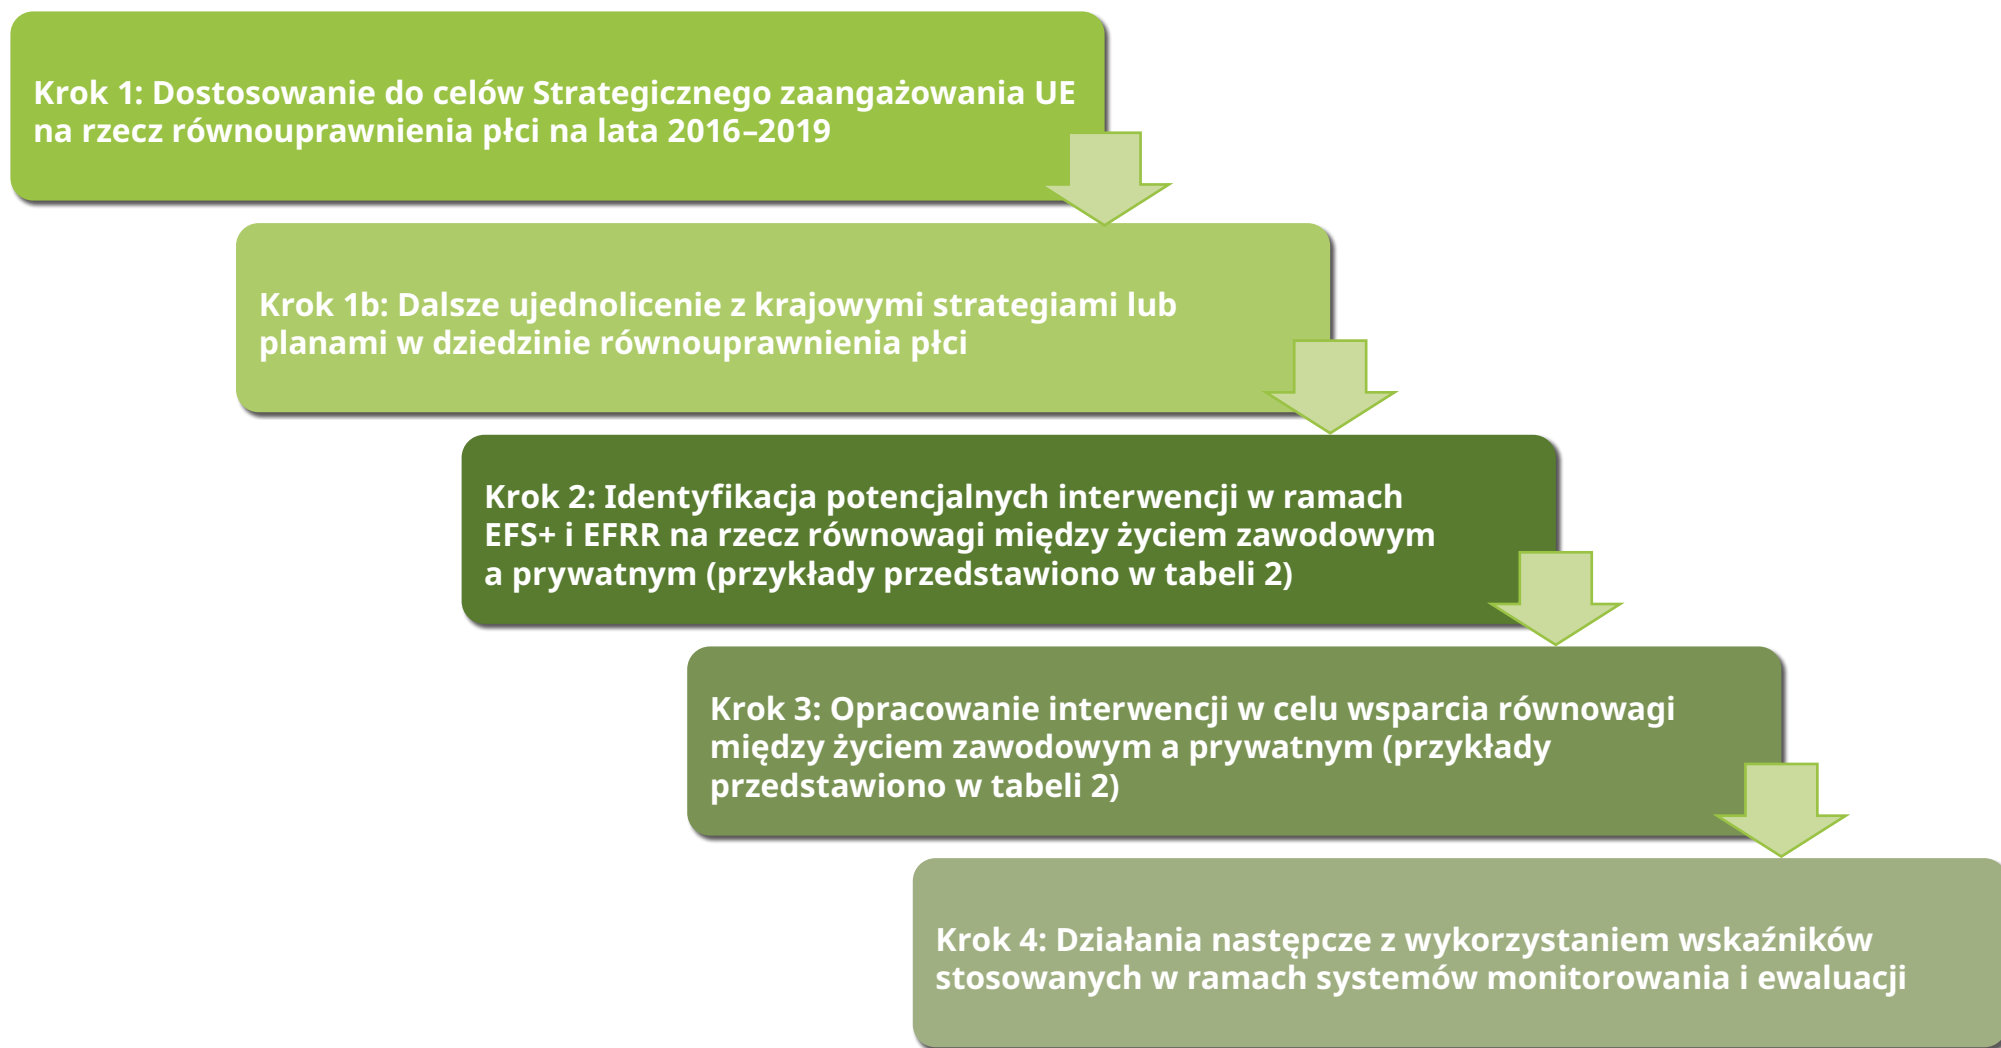 Krok 1: Dostosowanie do celów Strategicznego zaangażowania UE
na rzecz równouprawnienia płci na lata 2016–2019
Krok 1b: Dalsze ujednolicenie z krajowymi strategiami lub
planami w dziedzinie równouprawnienia płci
Krok 2: Identyfikacja potencjalnych interwencji w ramach
EFS+ i EFRR na rzecz równowagi między życiem zawodowym
a prywatnym (przykłady przedstawiono w tabeli 2)
Krok 3: Opracowanie interwencji w celu wsparcia równowagi
między życiem zawodowym a prywatnym (przykłady
przedstawiono w tabeli 2)
Krok 4: Działania następcze z wykorzystaniem wskaźników
stosowanych w ramach systemów monitorowania i ewaluacji